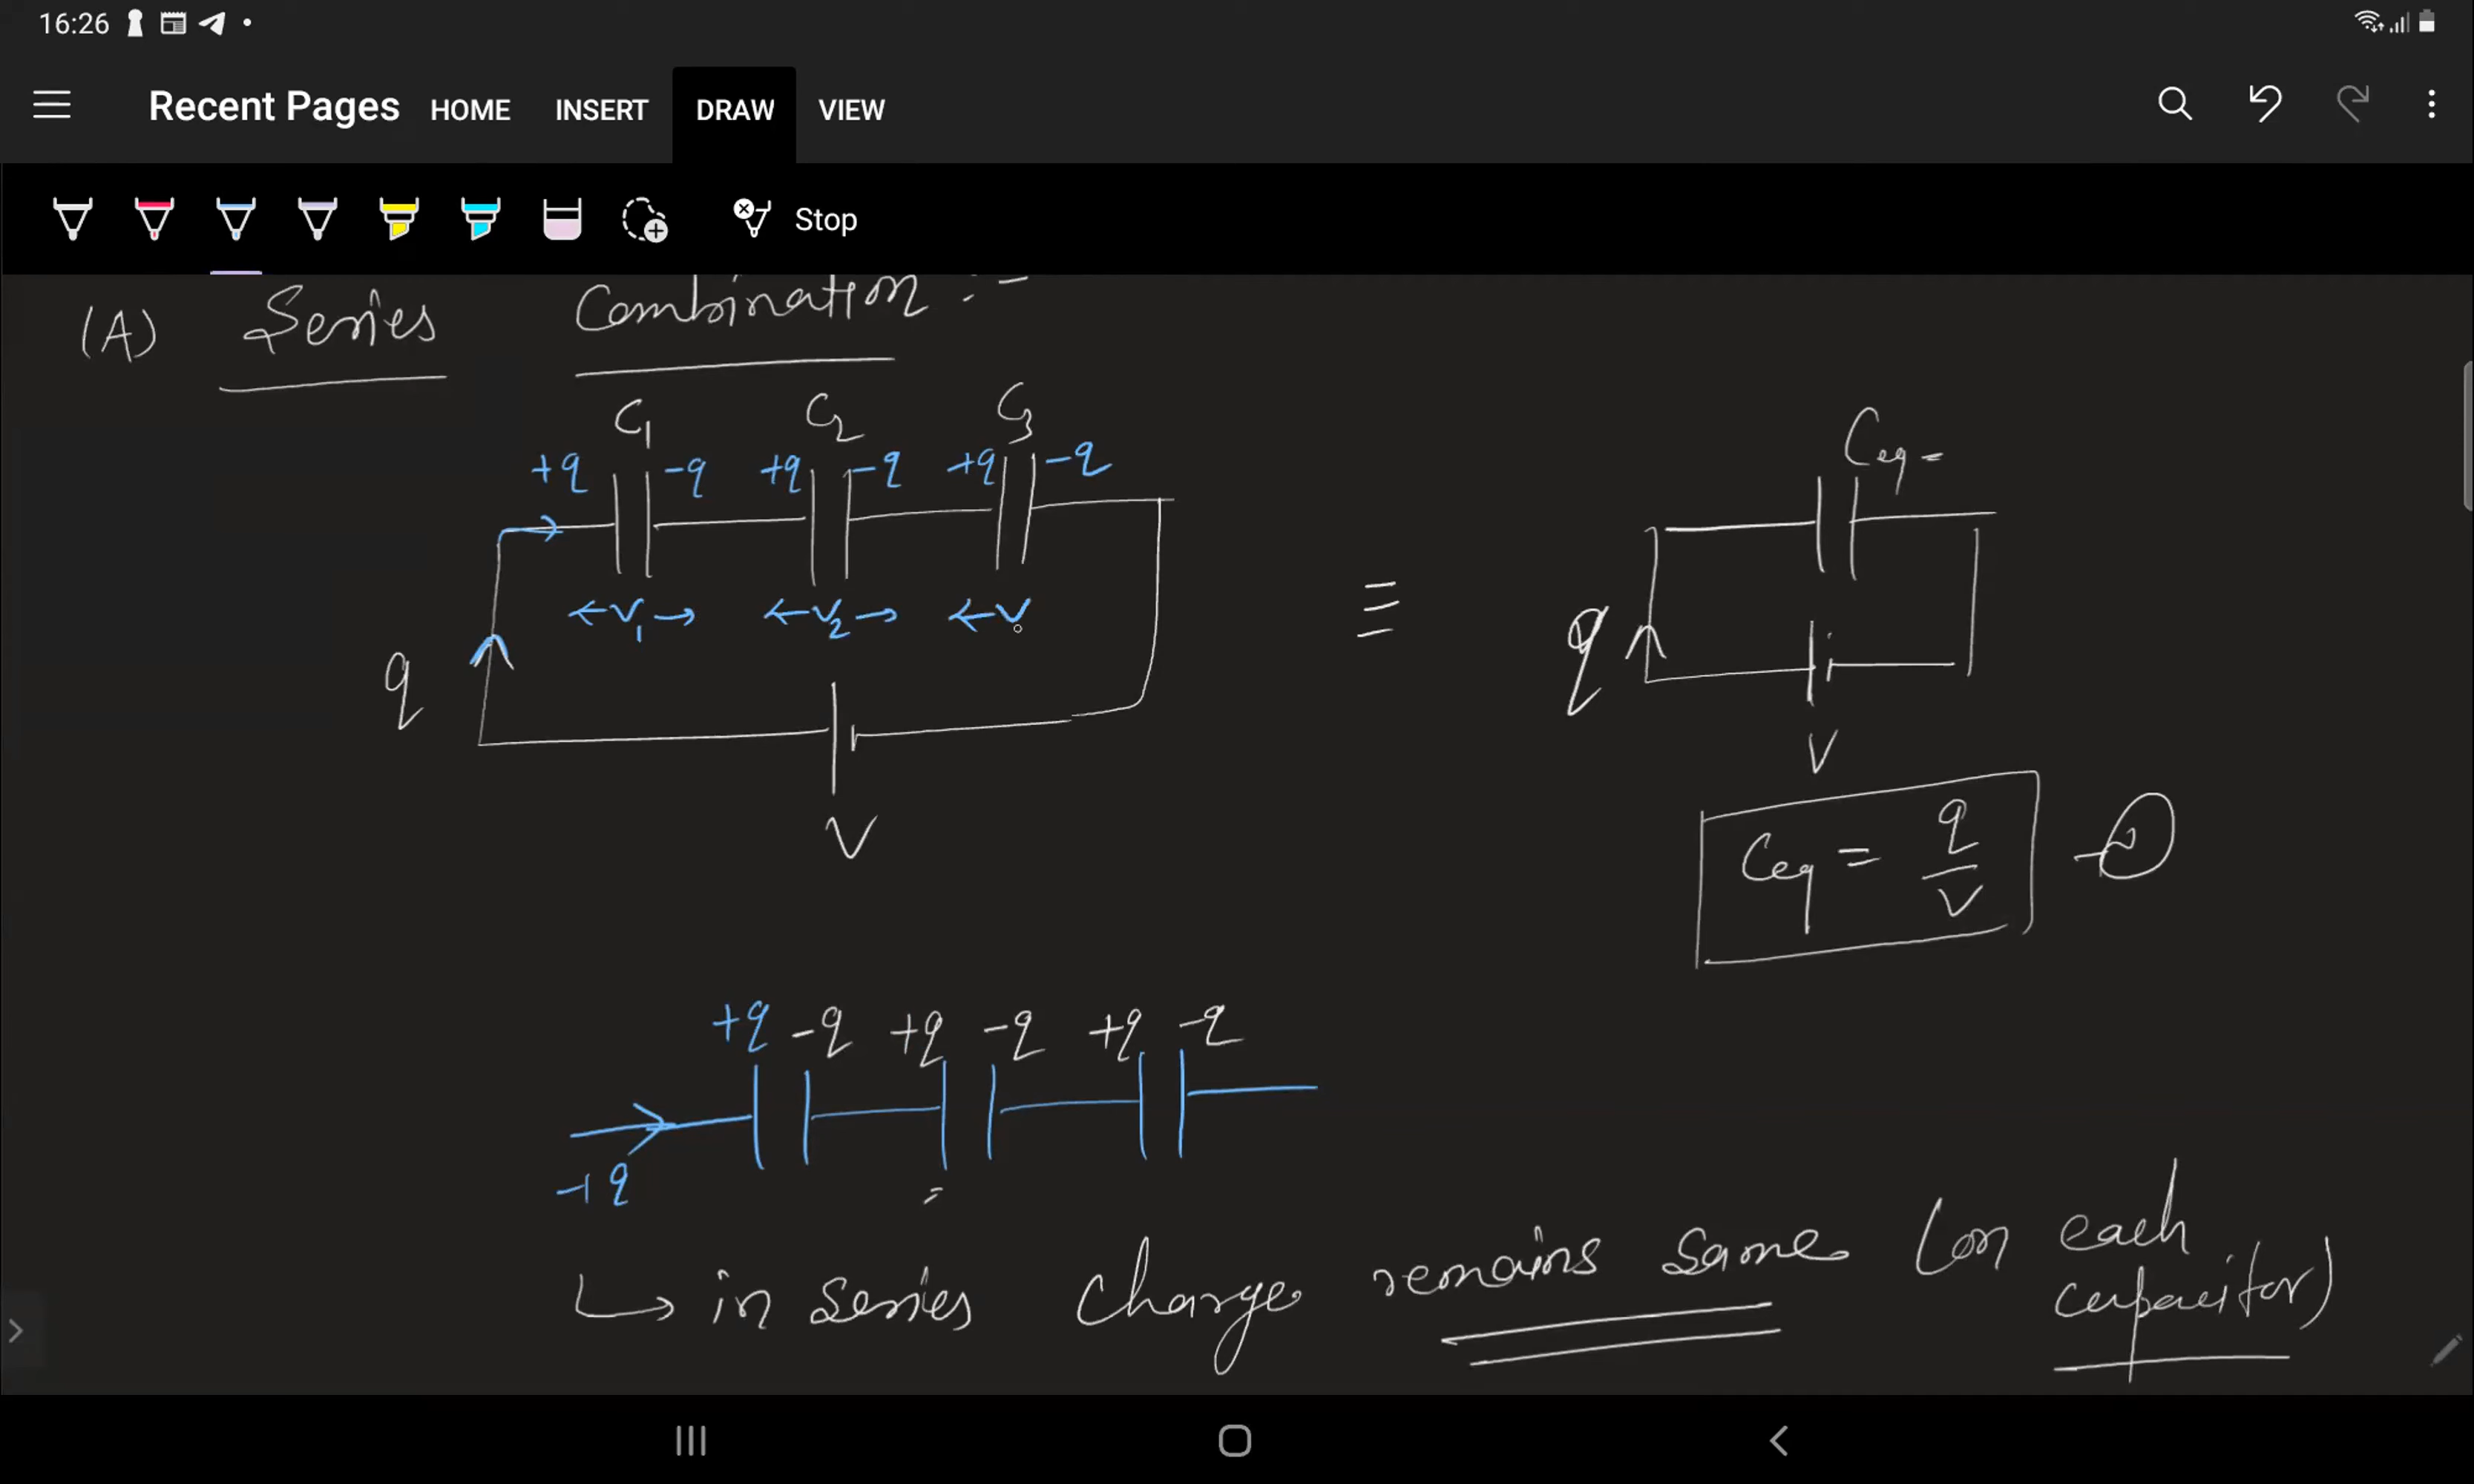 16:26
Recent Pages HOME INSERT DRAW VIEW
Stop
(A) Series Combination :-
C1 C2 C3
+q -q +q -q +q -q
Ceq =
←V1→ ←V2→ ←V
≡
q
q
V
V
Ceq = q/V
+q -q +q -q +q -q
+q
=
↳ in series charge remains same (on each
capacitor)